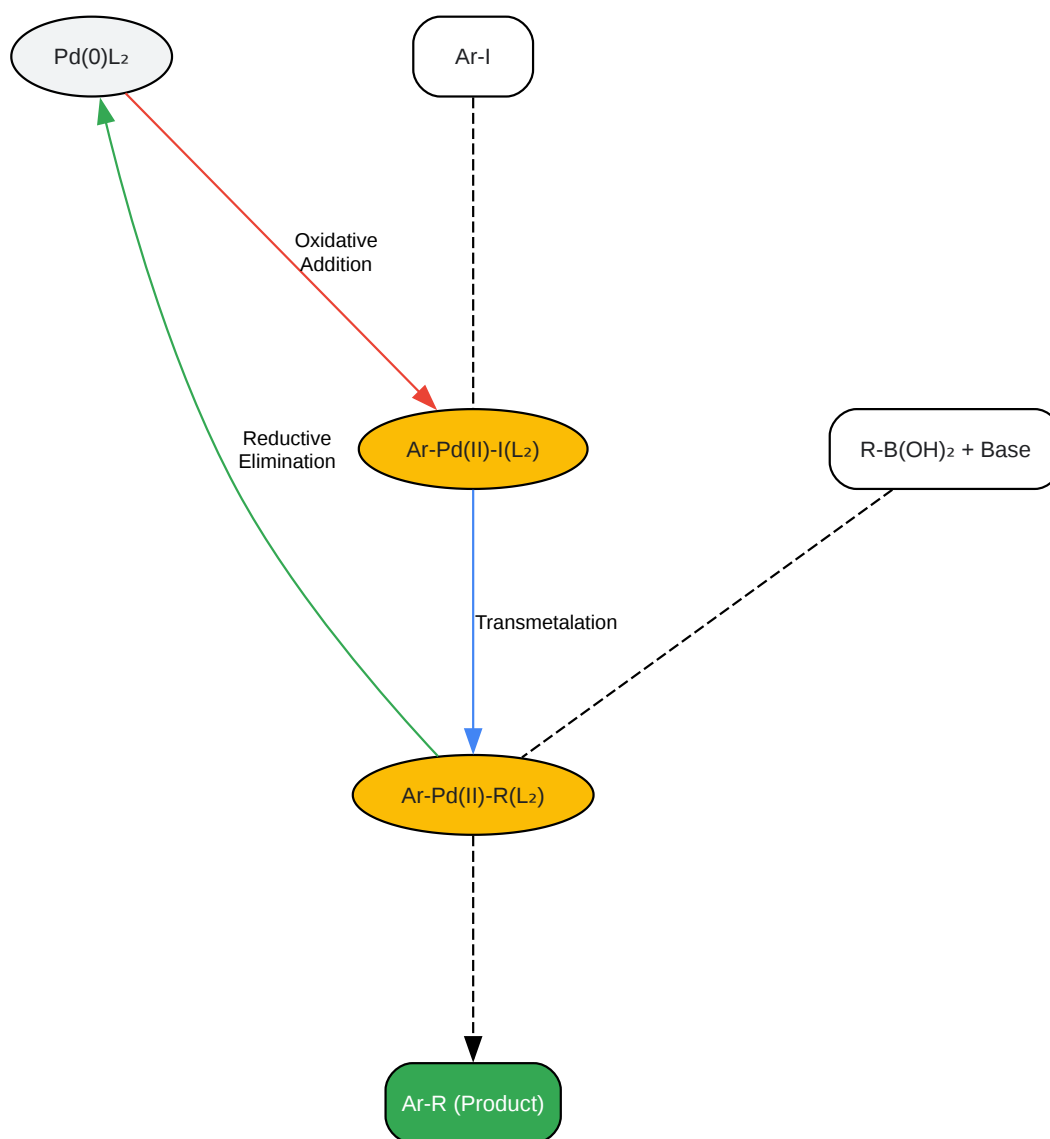 Pd(0)L₂
Ar-I
Oxidative
Addition
Reductive
Elimination
Ar-Pd(II)-I(L₂)
R-B(OH)₂ + Base
Transmetalation
Ar-Pd(II)-R(L₂)
Ar-R (Product)